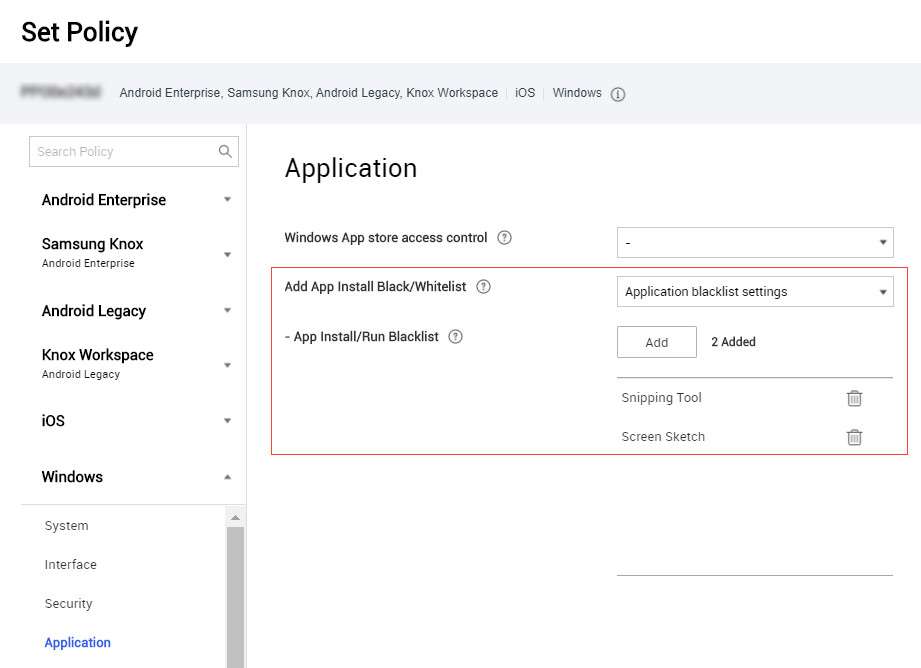 Set Policy
Android Enterprise, Samsung Knox, Android Legacy, Knox Workspace iOS Windows
Search Policy
Android Enterprise
Samsung Knox
Android Enterprise
Android Legacy
Knox Workspace
Android Legacy
iOS
Windows
System
Interface
Security
Application
Application
Windows App store access control ?
-
Add App Install Black/Whitelist ?
Application blacklist settings
- App Install/Run Blacklist ?
Add 2 Added
Snipping Tool
Screen Sketch